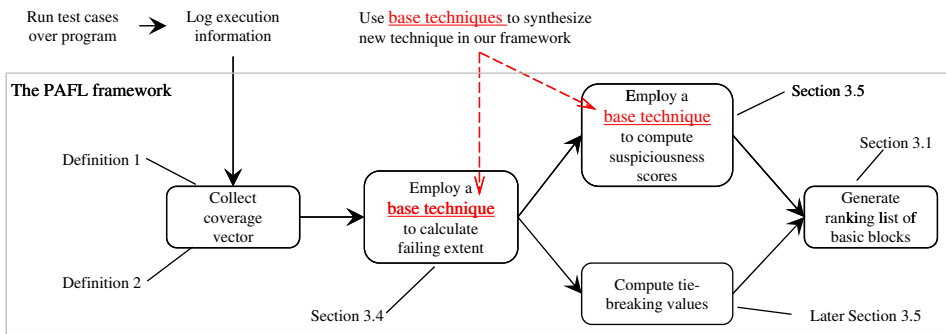 Run test cases
over program
Log execution
information
Use base techniques to synthesize
new technique in our framework
The PAFL framework
Definition 1
Collect
coverage
vector
Definition 2
Employ a
base technique
to calculate
failing extent
Section 3.4
Employ a
base technique
to compute
suspiciousness
scores
Section 3.5
Compute tie-
breaking values
Later Section 3.5
Section 3.1
Generate
ranking list of
basic blocks